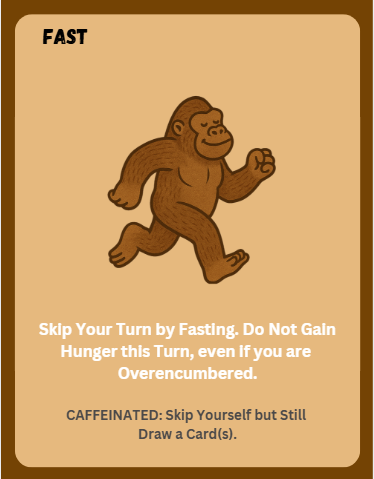 FAST
Skip Your Turn by Fasting. Do Not Gain
Hunger this Turn, even if you are
Overencumbered.
CAFFEINATED: Skip Yourself but Still
Draw a Card(s).